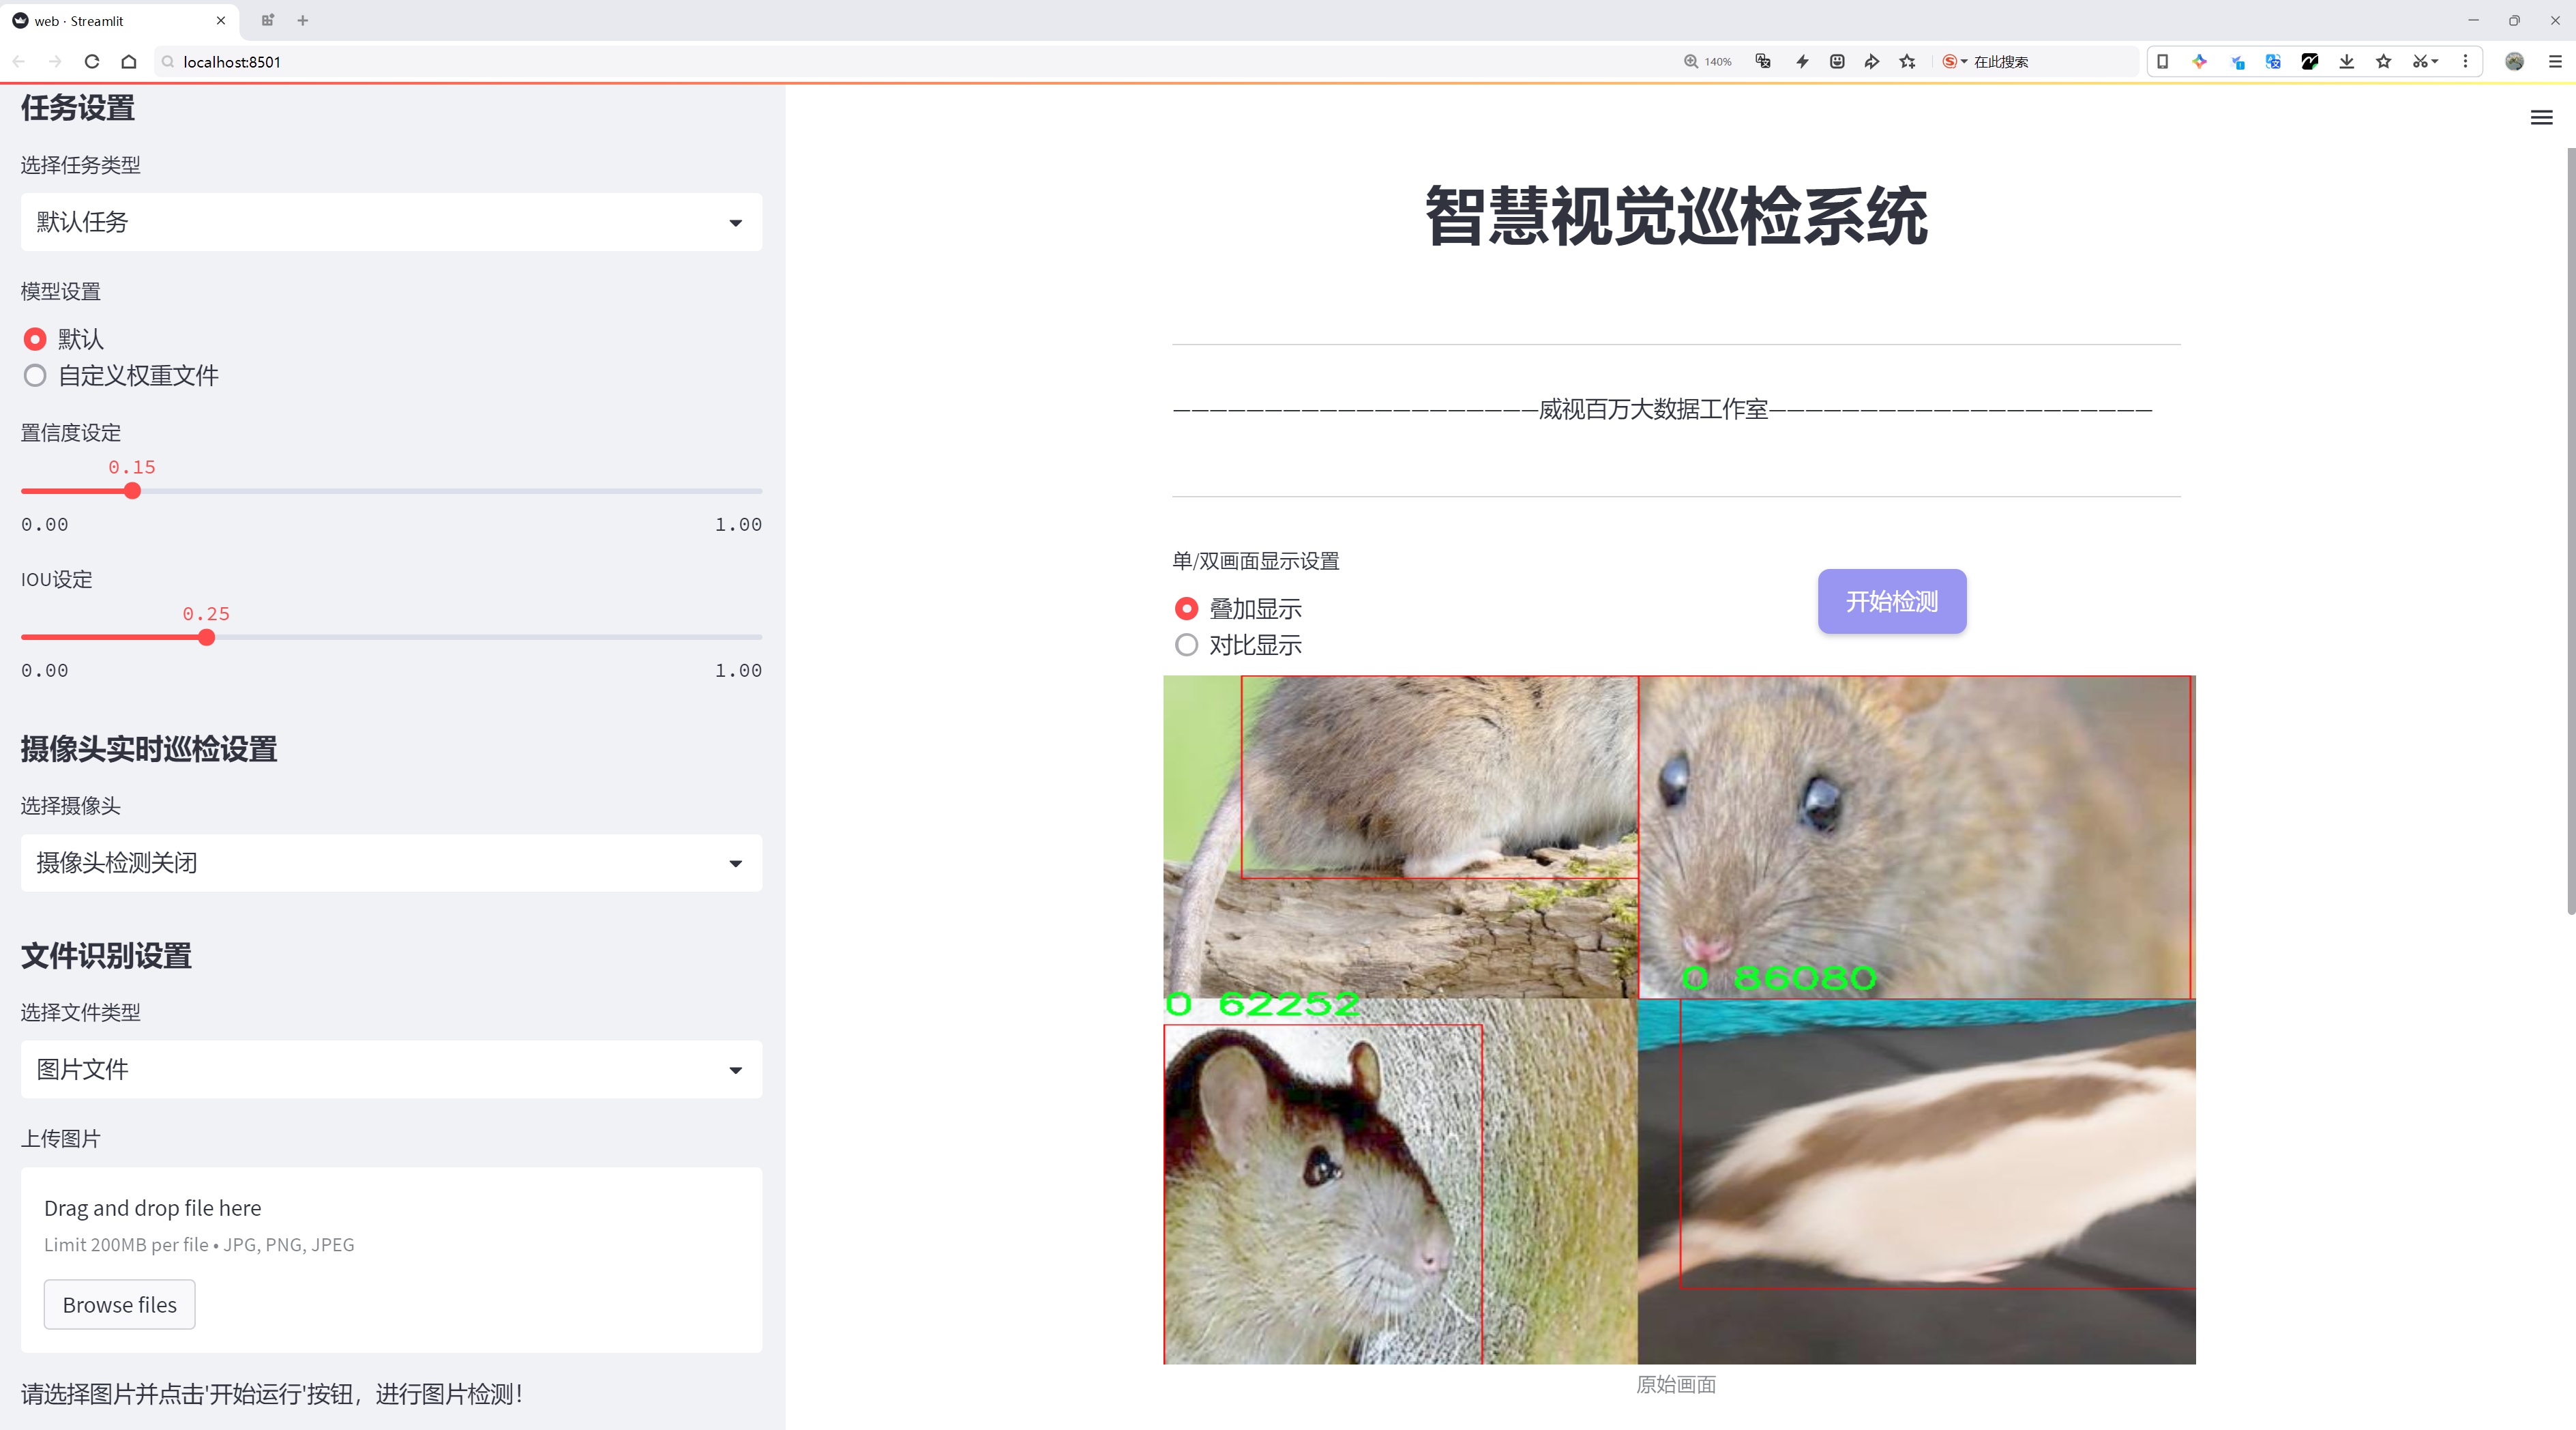 web · Streamlit
localhost:8501
140%
在此搜索
任务设置
选择任务类型
默认任务
模型设置
默认
自定义权重文件
置信度设定
0.15
0.00
1.00
IOU设定
0.25
0.00
1.00
摄像头实时巡检设置
选择摄像头
摄像头检测关闭
文件识别设置
选择文件类型
图片文件
上传图片
Drag and drop file here
Limit 200MB per file • JPG, PNG, JPEG
Browse files
请选择图片并点击'开始运行'按钮，进行图片检测！
智慧视觉巡检系统
—————————————————————威视百万大数据工作室—————————————————————
单/双画面显示设置
叠加显示
对比显示
开始检测
0 86080
0 62252
原始画面